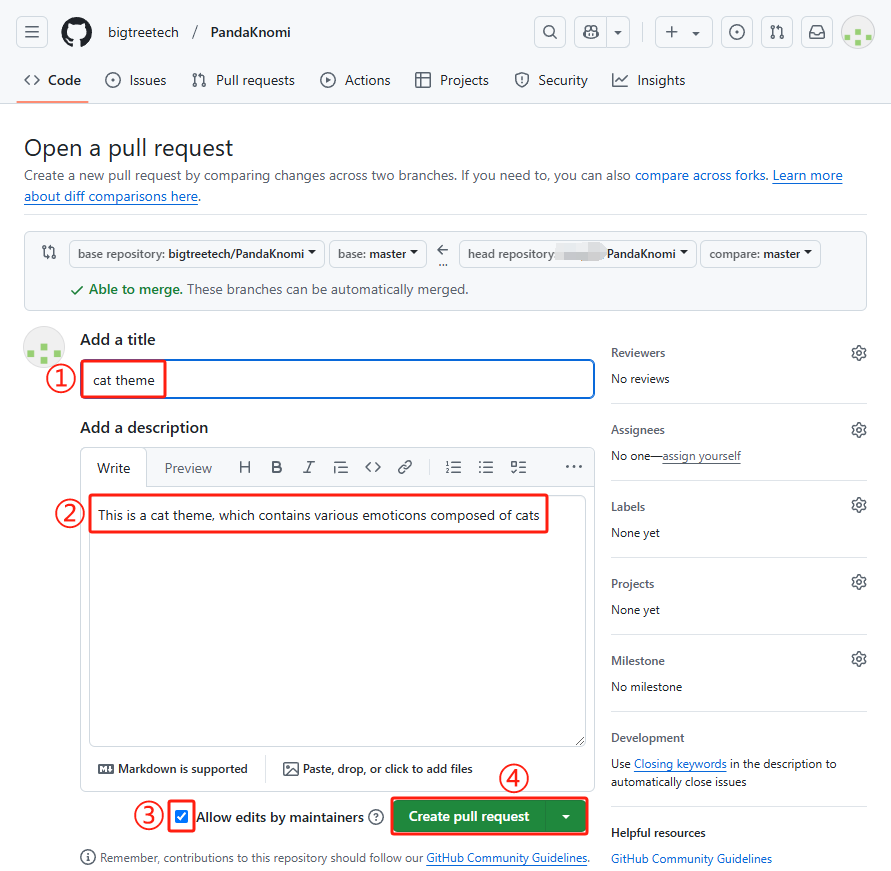 bigtreetech / PandaKnomi
Code Issues Pull requests Actions Projects Security Insights
Open a pull request
Create a new pull request by comparing changes across two branches. If you need to, you can also compare across forks. Learn more
about diff comparisons here.
base repository: bigtreetech/PandaKnomi base: master ← head repository PandaKnomi compare: master
...
✓ Able to merge. These branches can be automatically merged.
Add a title
① cat theme
Add a description
Write Preview H B I
② This is a cat theme, which contains various emoticons composed of cats
Markdown is supported Paste, drop, or click to add files
④
③ Allow edits by maintainers Create pull request
Remember, contributions to this repository should follow our GitHub Community Guidelines.
Reviewers
No reviews
Assignees
No one—assign yourself
Labels
None yet
Projects
None yet
Milestone
No milestone
Development
Use Closing keywords in the description to
automatically close issues
Helpful resources
GitHub Community Guidelines